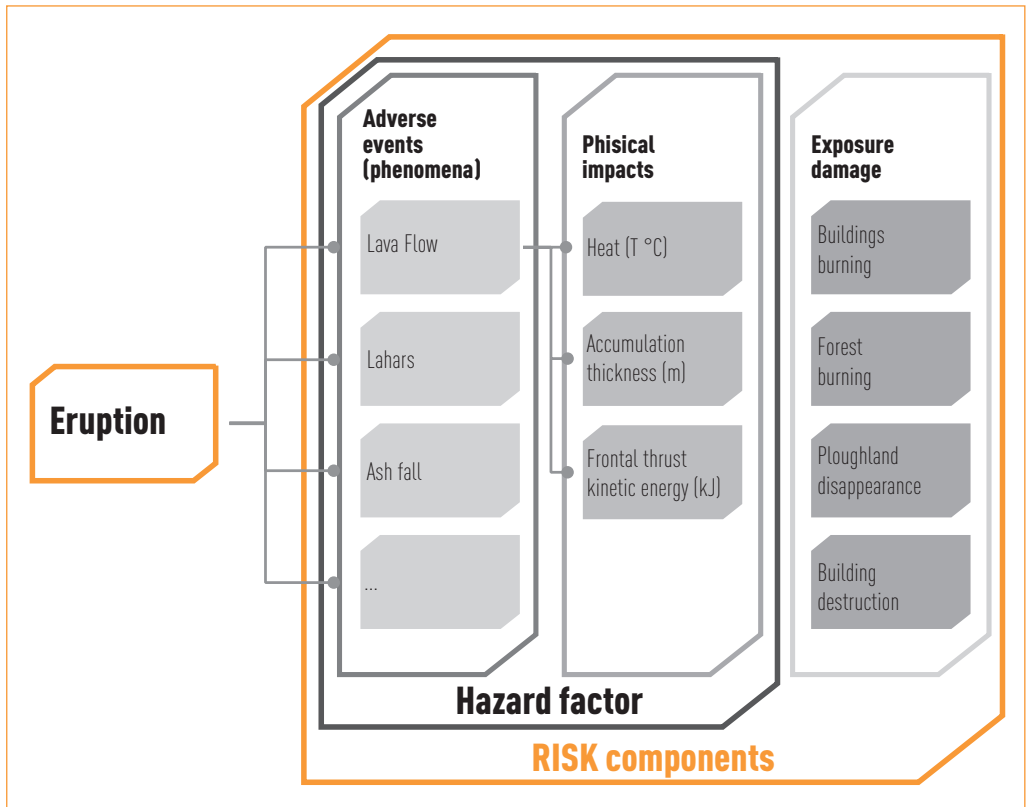 Eruption
Adverse
events
(phenomena)
Lava Flow
Lahars
Ash fall
...
Phisical
impacts
Heat (T °C)
Accumulation
thickness (m)
Frontal thrust
kinetic energy (kJ)
Exposure
damage
Buildings
burning
Forest
burning
Ploughland
disappearance
Building
destruction
Hazard factor
RISK components